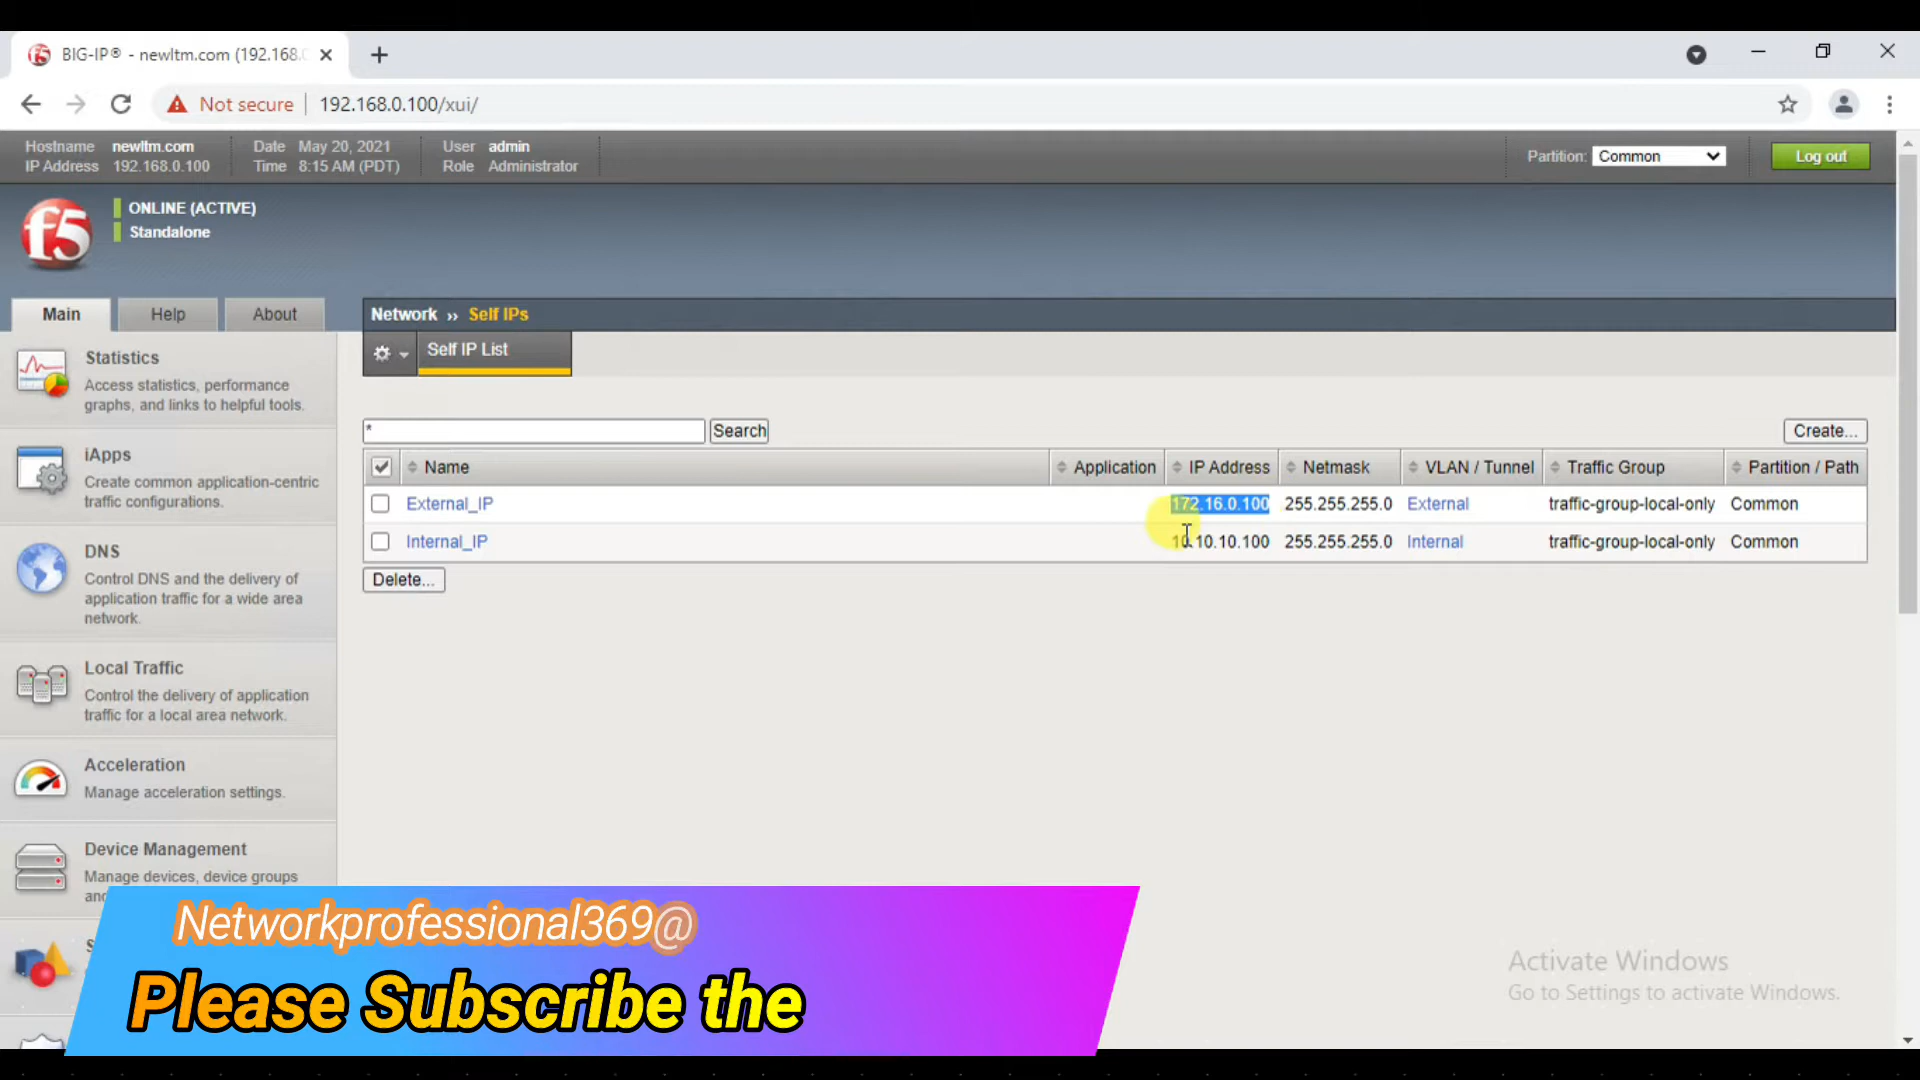 BIG-IP® - newltm.com (192.168.0
Not secure
192.168.0.100/xui/
Hostname newltm.com
IP Address 192.168.0.100
Date May 20, 2021
Time 8:15 AM (PDT)
User admin
Role Administrator
Partition: Common
Log out
f5
ONLINE (ACTIVE)
Standalone
Main
Help
About
Network ›› Self IPs
Self IP List
Statistics
Access statistics, performance
graphs, and links to helpful tools.
iApps
Create common application-centric
traffic configurations.
DNS
Control DNS and the delivery of
application traffic for a wide area
network.
Local Traffic
Control the delivery of application
traffic for a local area network.
Acceleration
Manage acceleration settings.
Device Management
Manage devices, device groups
*
Search
Create...
Name Application IP Address Netmask VLAN / Tunnel Traffic Group Partition / Path
External_IP 172.16.0.100 255.255.255.0 External traffic-group-local-only Common
Internal_IP 10.10.10.100 255.255.255.0 Internal traffic-group-local-only Common
Delete...
Networkprofessional369@
Please Subscribe the
Activate Windows
Go to Settings to activate Windows.